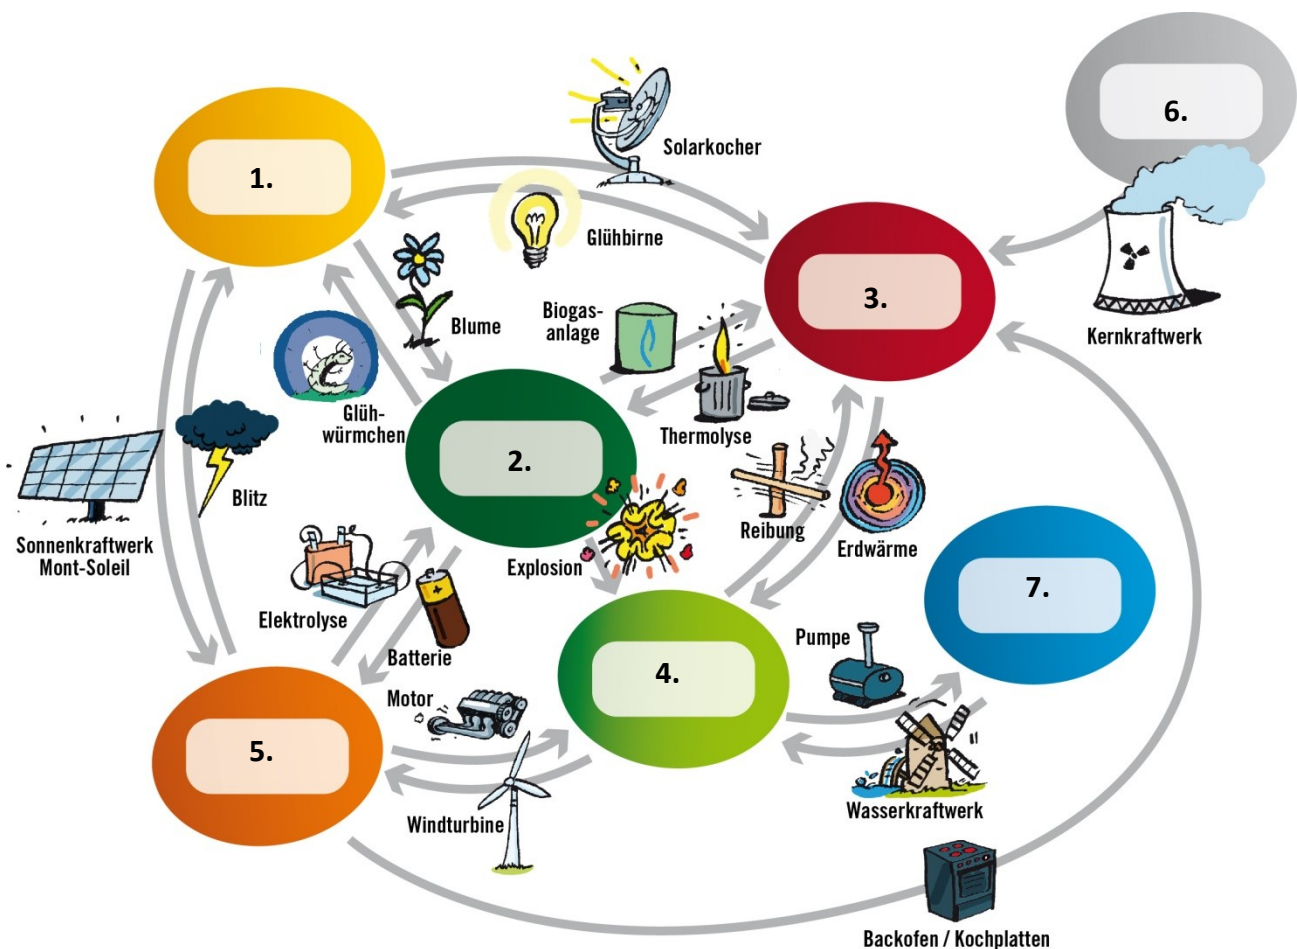 6.
Solarkocher
1.
Glühbirne
Blume
Biogas-
anlage
3.
Kernkraftwerk
Glüh-
würmchen
Thermolyse
2.
Blitz
Reibung
Erdwärme
Sonnenkraftwerk
Mont-Soleil
Explosion
7.
Elektrolyse
Batterie
Pumpe
4.
Motor
5.
Windturbine
Wasserkraftwerk
Backofen / Kochplatten